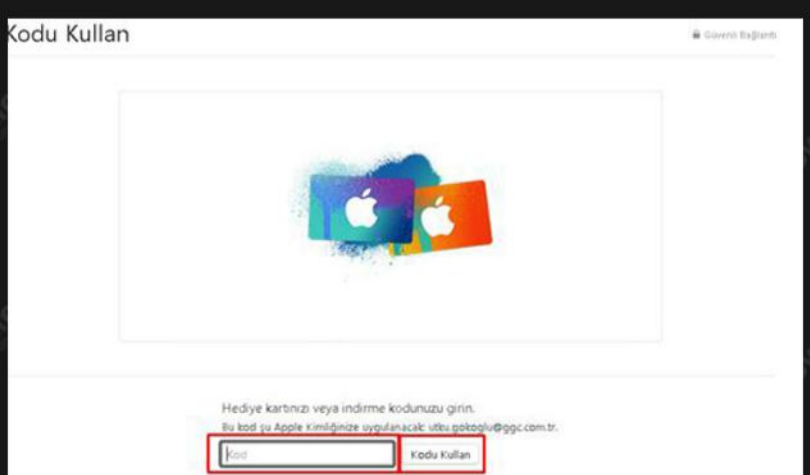 Kodu Kullan
Güvenli Bağlantı
Hediye kartınızı veya indirme kodunuzu girin.
Bu kod şu Apple Kimliğinize uygulanacak: utku.gokoglu@ggc.com.tr.
Kod
Kodu Kullan